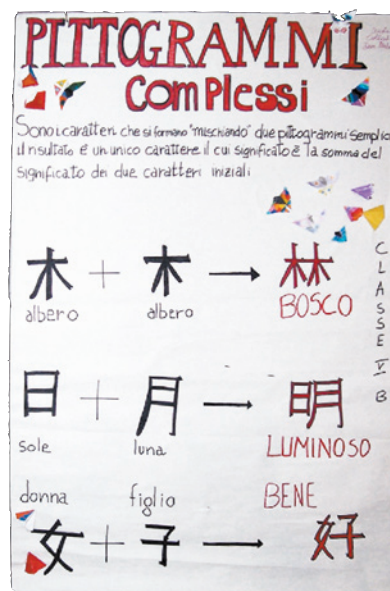 PITTOGRAMMI
COMPLESSI
Sono i caratteri che si formano "mischiando" due pittogrammi semplici
il risultato è un unico carattere il cui significato è la somma del
significato dei due caratteri iniziali
木 + 木 → 林
albero albero BOSCO
日 + 月 → 明
sole luna LUMINOSO
donna figlio BENE
女 + 子 → 好
CLASSE V B